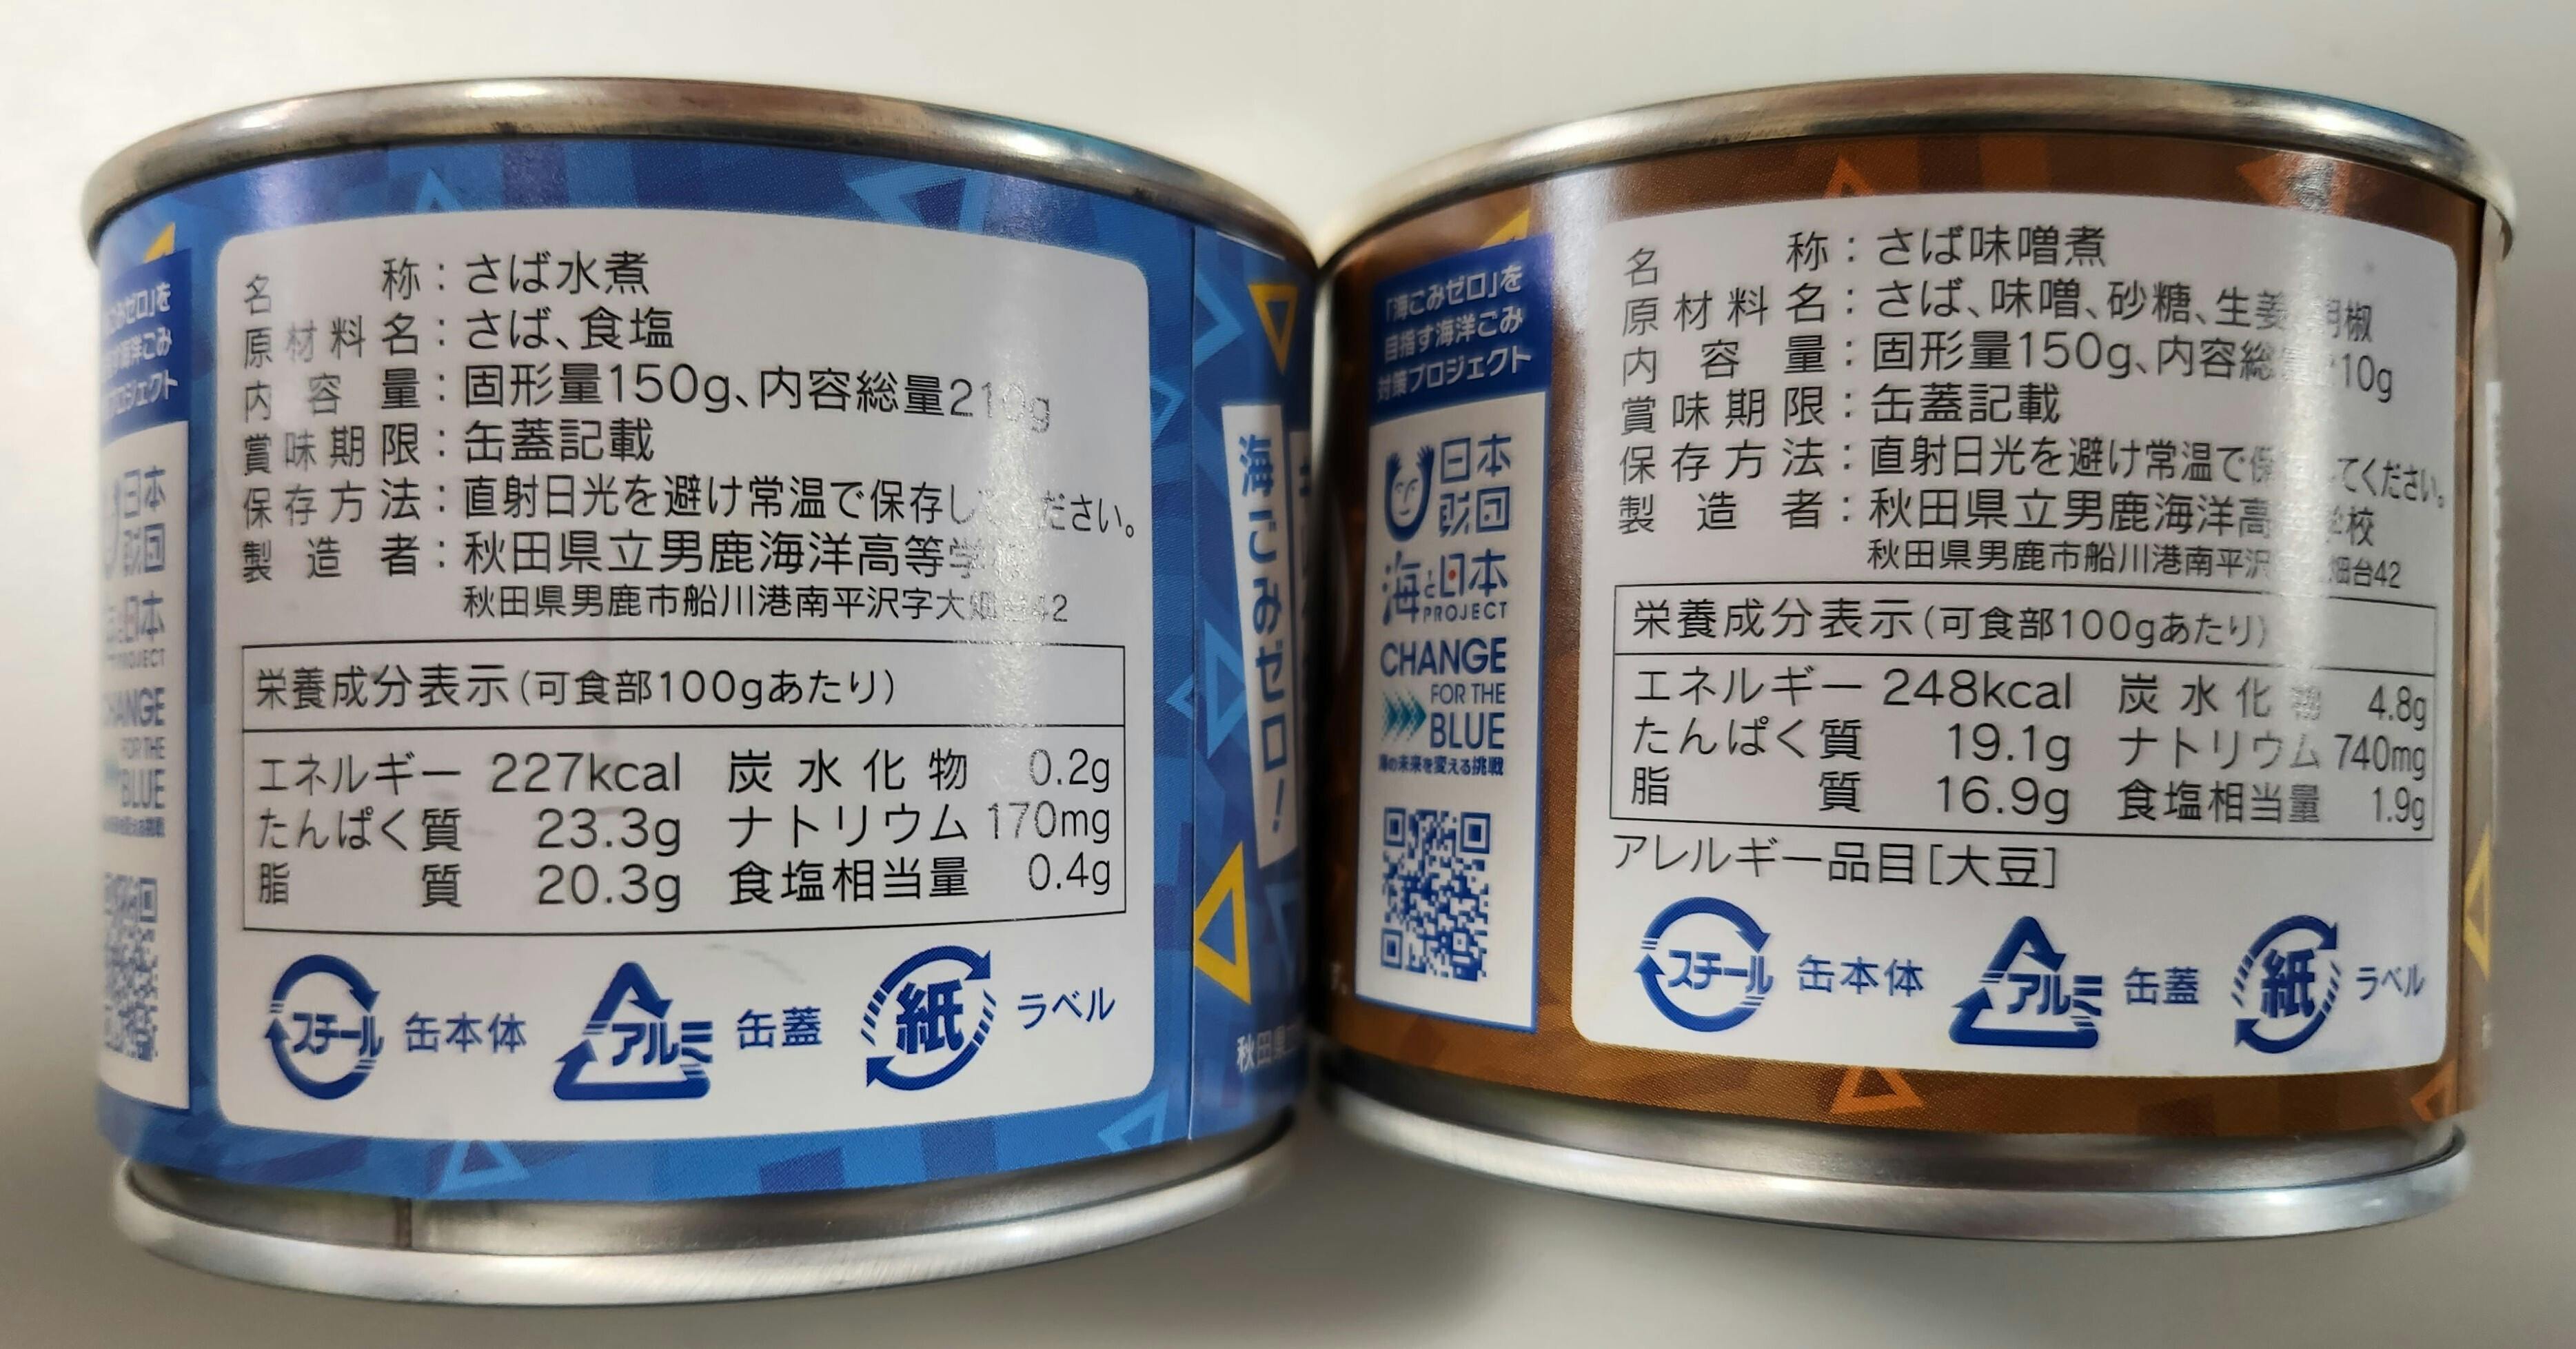 名称：さば水煮
原材料名：さば、食塩
内容量：固形量150g、内容総量210g
賞味期限：缶蓋記載
保存方法：直射日光を避け常温で保存してください。
製造者：秋田県立男鹿海洋高等学
秋田県男鹿市船川港南平沢字大畑台42
栄養成分表示(可食部100gあたり)
エネルギー 227kcal 炭水化物 0.2g
たんぱく質 23.3g ナトリウム 170mg
脂質 20.3g 食塩相当量 0.4g
スチール 缶本体 アルミ 缶蓋 紙 ラベル
海ごみゼロ!
秋田県
「海ごみゼロ」を
目指す海洋ごみ
対策プロジェクト
日本
財団
海と日本
PROJECT
CHANGE
FOR THE
BLUE
海の未来を変える挑戦
名称：さば味噌煮
原材料名：さば、味噌、砂糖、生姜 胡椒
内容量：固形量150g、内容総量210g
賞味期限：缶蓋記載
保存方法：直射日光を避け常温で保存してください。
製造者：秋田県立男鹿海洋高 学校
秋田県男鹿市船川港南平沢 畑台42
栄養成分表示(可食部100gあたり)
エネルギー 248kcal 炭水化物 4.8g
たんぱく質 19.1g ナトリウム 740mg
脂質 16.9g 食塩相当量 1.9g
アレルギー品目[大豆]
スチール 缶本体 アルミ 缶蓋 紙 ラベル